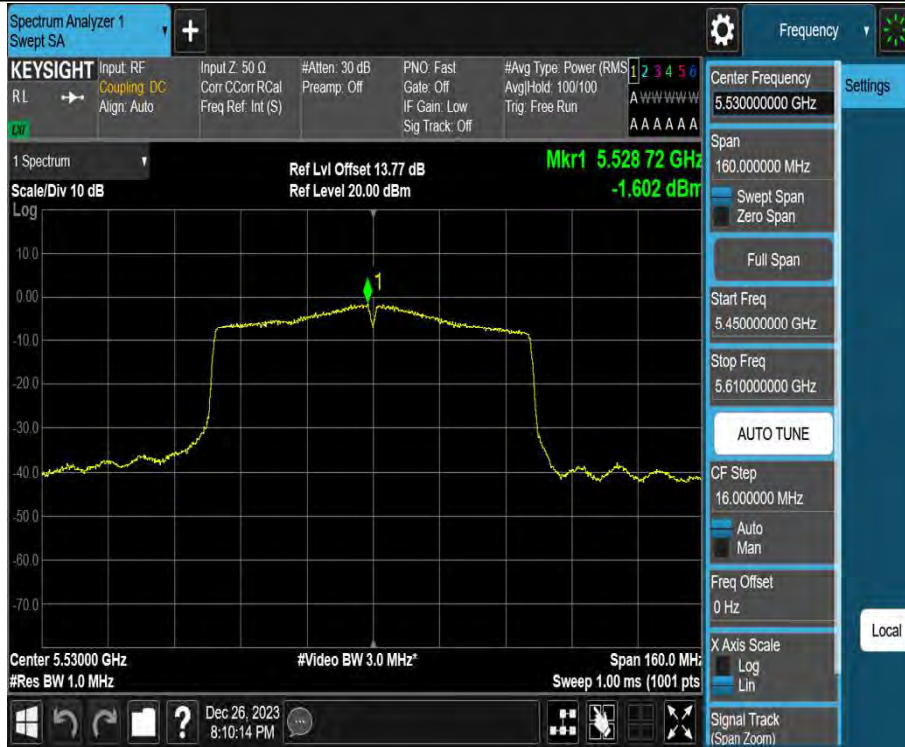 Spectrum Analyzer 1
Swept SA
+
Frequency
KEYSIGHT
R L
LXI
Input: RF
Coupling: DC
Align: Auto
Input Z: 50 Ω
Corr CCorr RCal
Freq Ref: Int (S)
#Atten: 30 dB
Preamp: Off
PNO: Fast
Gate: Off
IF Gain: Low
Sig Track: Off
#Avg Type: Power (RMS
Avg|Hold: 100/100
Trig: Free Run
1 2 3 4 5 6
A W W W W W
A A A A A A
1 Spectrum
Scale/Div 10 dB
Log
Ref Lvl Offset 13.77 dB
Ref Level 20.00 dBm
Mkr1 5.528 72 GHz
-1.602 dBm
1
10.0
0.00
-10.0
-20.0
-30.0
-40.0
-50.0
-60.0
-70.0
Center 5.53000 GHz
#Res BW 1.0 MHz
#Video BW 3.0 MHz*
Span 160.0 MHz
Sweep 1.00 ms (1001 pts
?
Dec 26, 2023
8:10:14 PM
Center Frequency
5.530000000 GHz
Span
160.000000 MHz
Swept Span
Zero Span
Full Span
Start Freq
5.450000000 GHz
Stop Freq
5.610000000 GHz
AUTO TUNE
CF Step
16.000000 MHz
Auto
Man
Freq Offset
0 Hz
X Axis Scale
Log
Lin
Signal Track
(Span Zoom)
Settings
Local